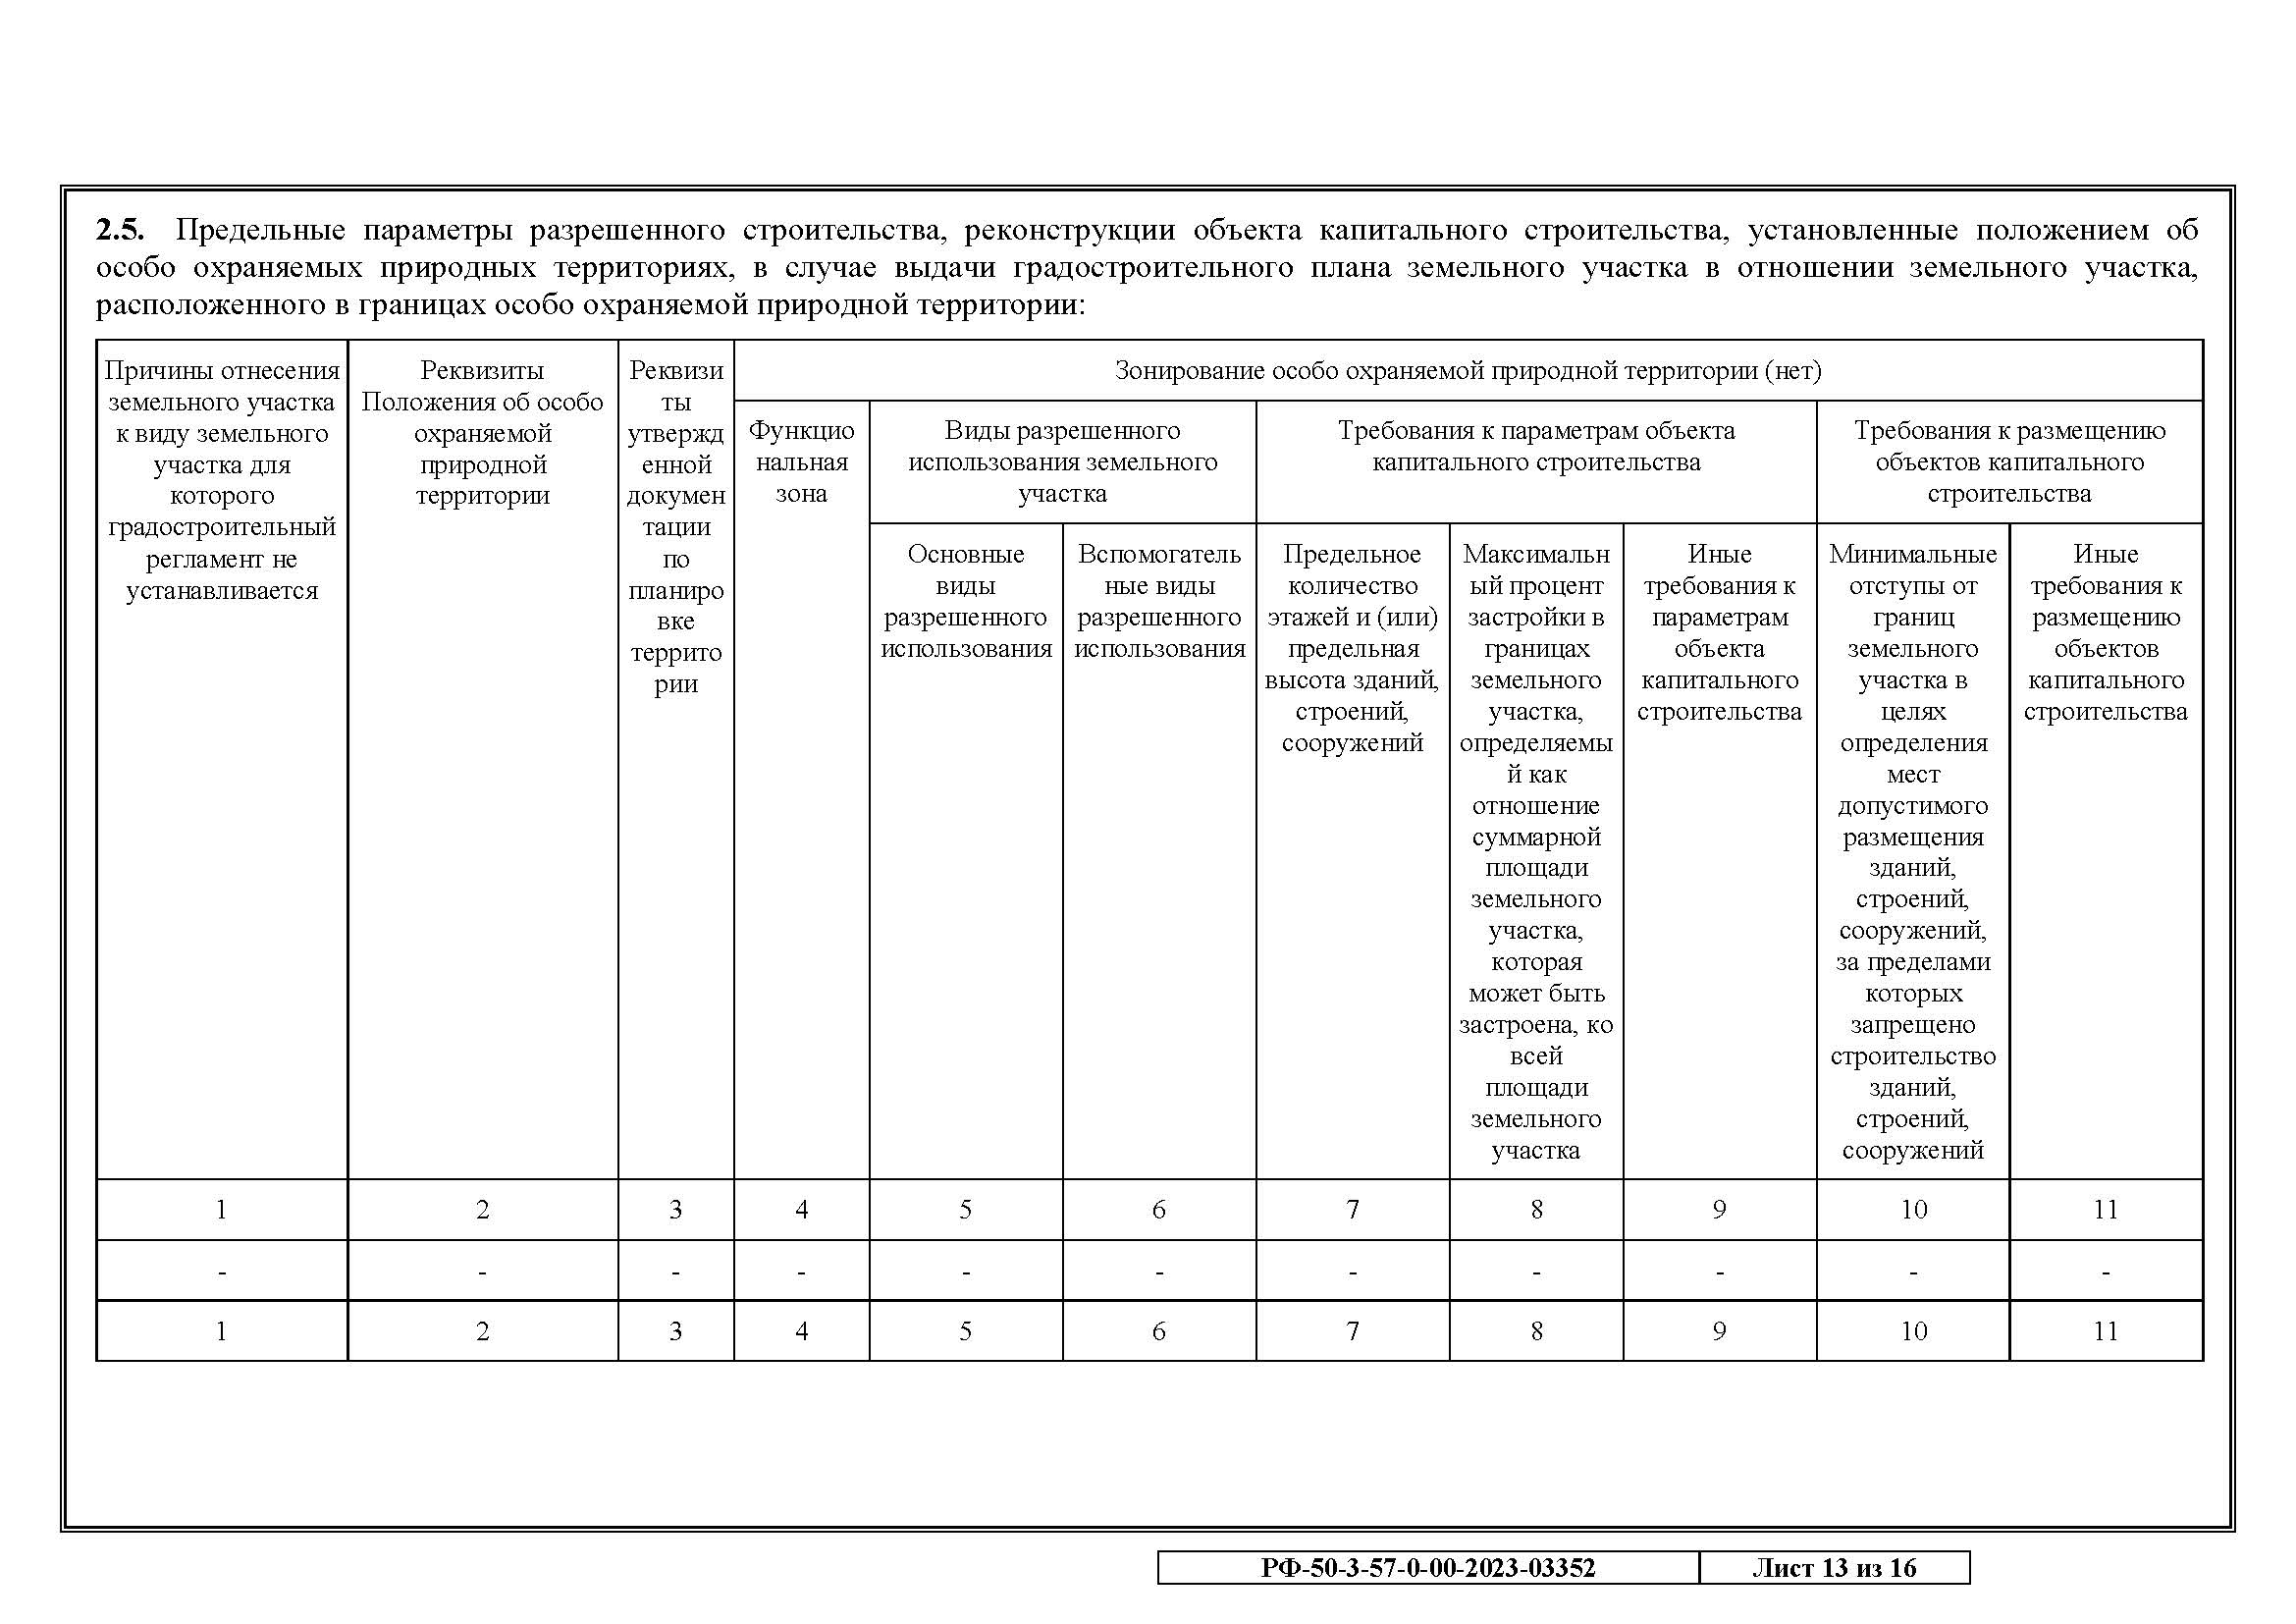 2.5. Предельные параметры разрешенного строительства, реконструкции объекта капитального строительства, установленные положением об
особо охраняемых природных территориях, в случае выдачи градостроительного плана земельного участка в отношении земельного участка,
расположенного в границах особо охраняемой природной территории:
Причины отнесения
земельного участка
к виду земельного
участка для
которого
градостроительный
регламент не
устанавливается
Реквизиты
Положения об особо
охраняемой
природной
территории
Реквизи
ты
утвержд
енной
докумен
тации
по
планиро
вке
террито
рии
Зонирование особо охраняемой природной территории (нет)
Функцио
нальная
зона
Виды разрешенного
использования земельного
участка
Требования к параметрам объекта
капитального строительства
Требования к размещению
объектов капитального
строительства
Основные
виды
разрешенного
использования
Вспомогатель
ные виды
разрешенного
использования
Предельное
количество
этажей и (или)
предельная
высота зданий,
строений,
сооружений
Максимальн
ый процент
застройки в
границах
земельного
участка,
определяемы
й как
отношение
суммарной
площади
земельного
участка,
которая
может быть
застроена, ко
всей
площади
земельного
участка
Иные
требования к
параметрам
объекта
капитального
строительства
Минимальные
отступы от
границ
земельного
участка в
целях
определения
мест
допустимого
размещения
зданий,
строений,
сооружений,
за пределами
которых
запрещено
строительство
зданий,
строений,
сооружений
Иные
требования к
размещению
объектов
капитального
строительства
1 2 3 4 5 6 7 8 9 10 11
- - - - - - - - - - -
1 2 3 4 5 6 7 8 9 10 11
РФ-50-3-57-0-00-2023-03352 Лист 13 из 16